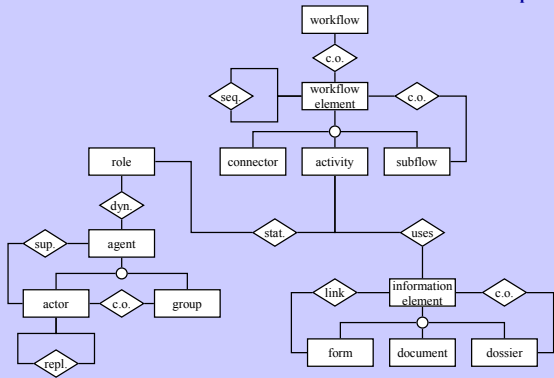 workflow
c.o.
seq.
workflow
element
c.o.
connector
activity
subflow
role
dyn.
stat.
uses
sup.
agent
actor
c.o.
group
repl.
link
information
element
c.o.
form
document
dossier